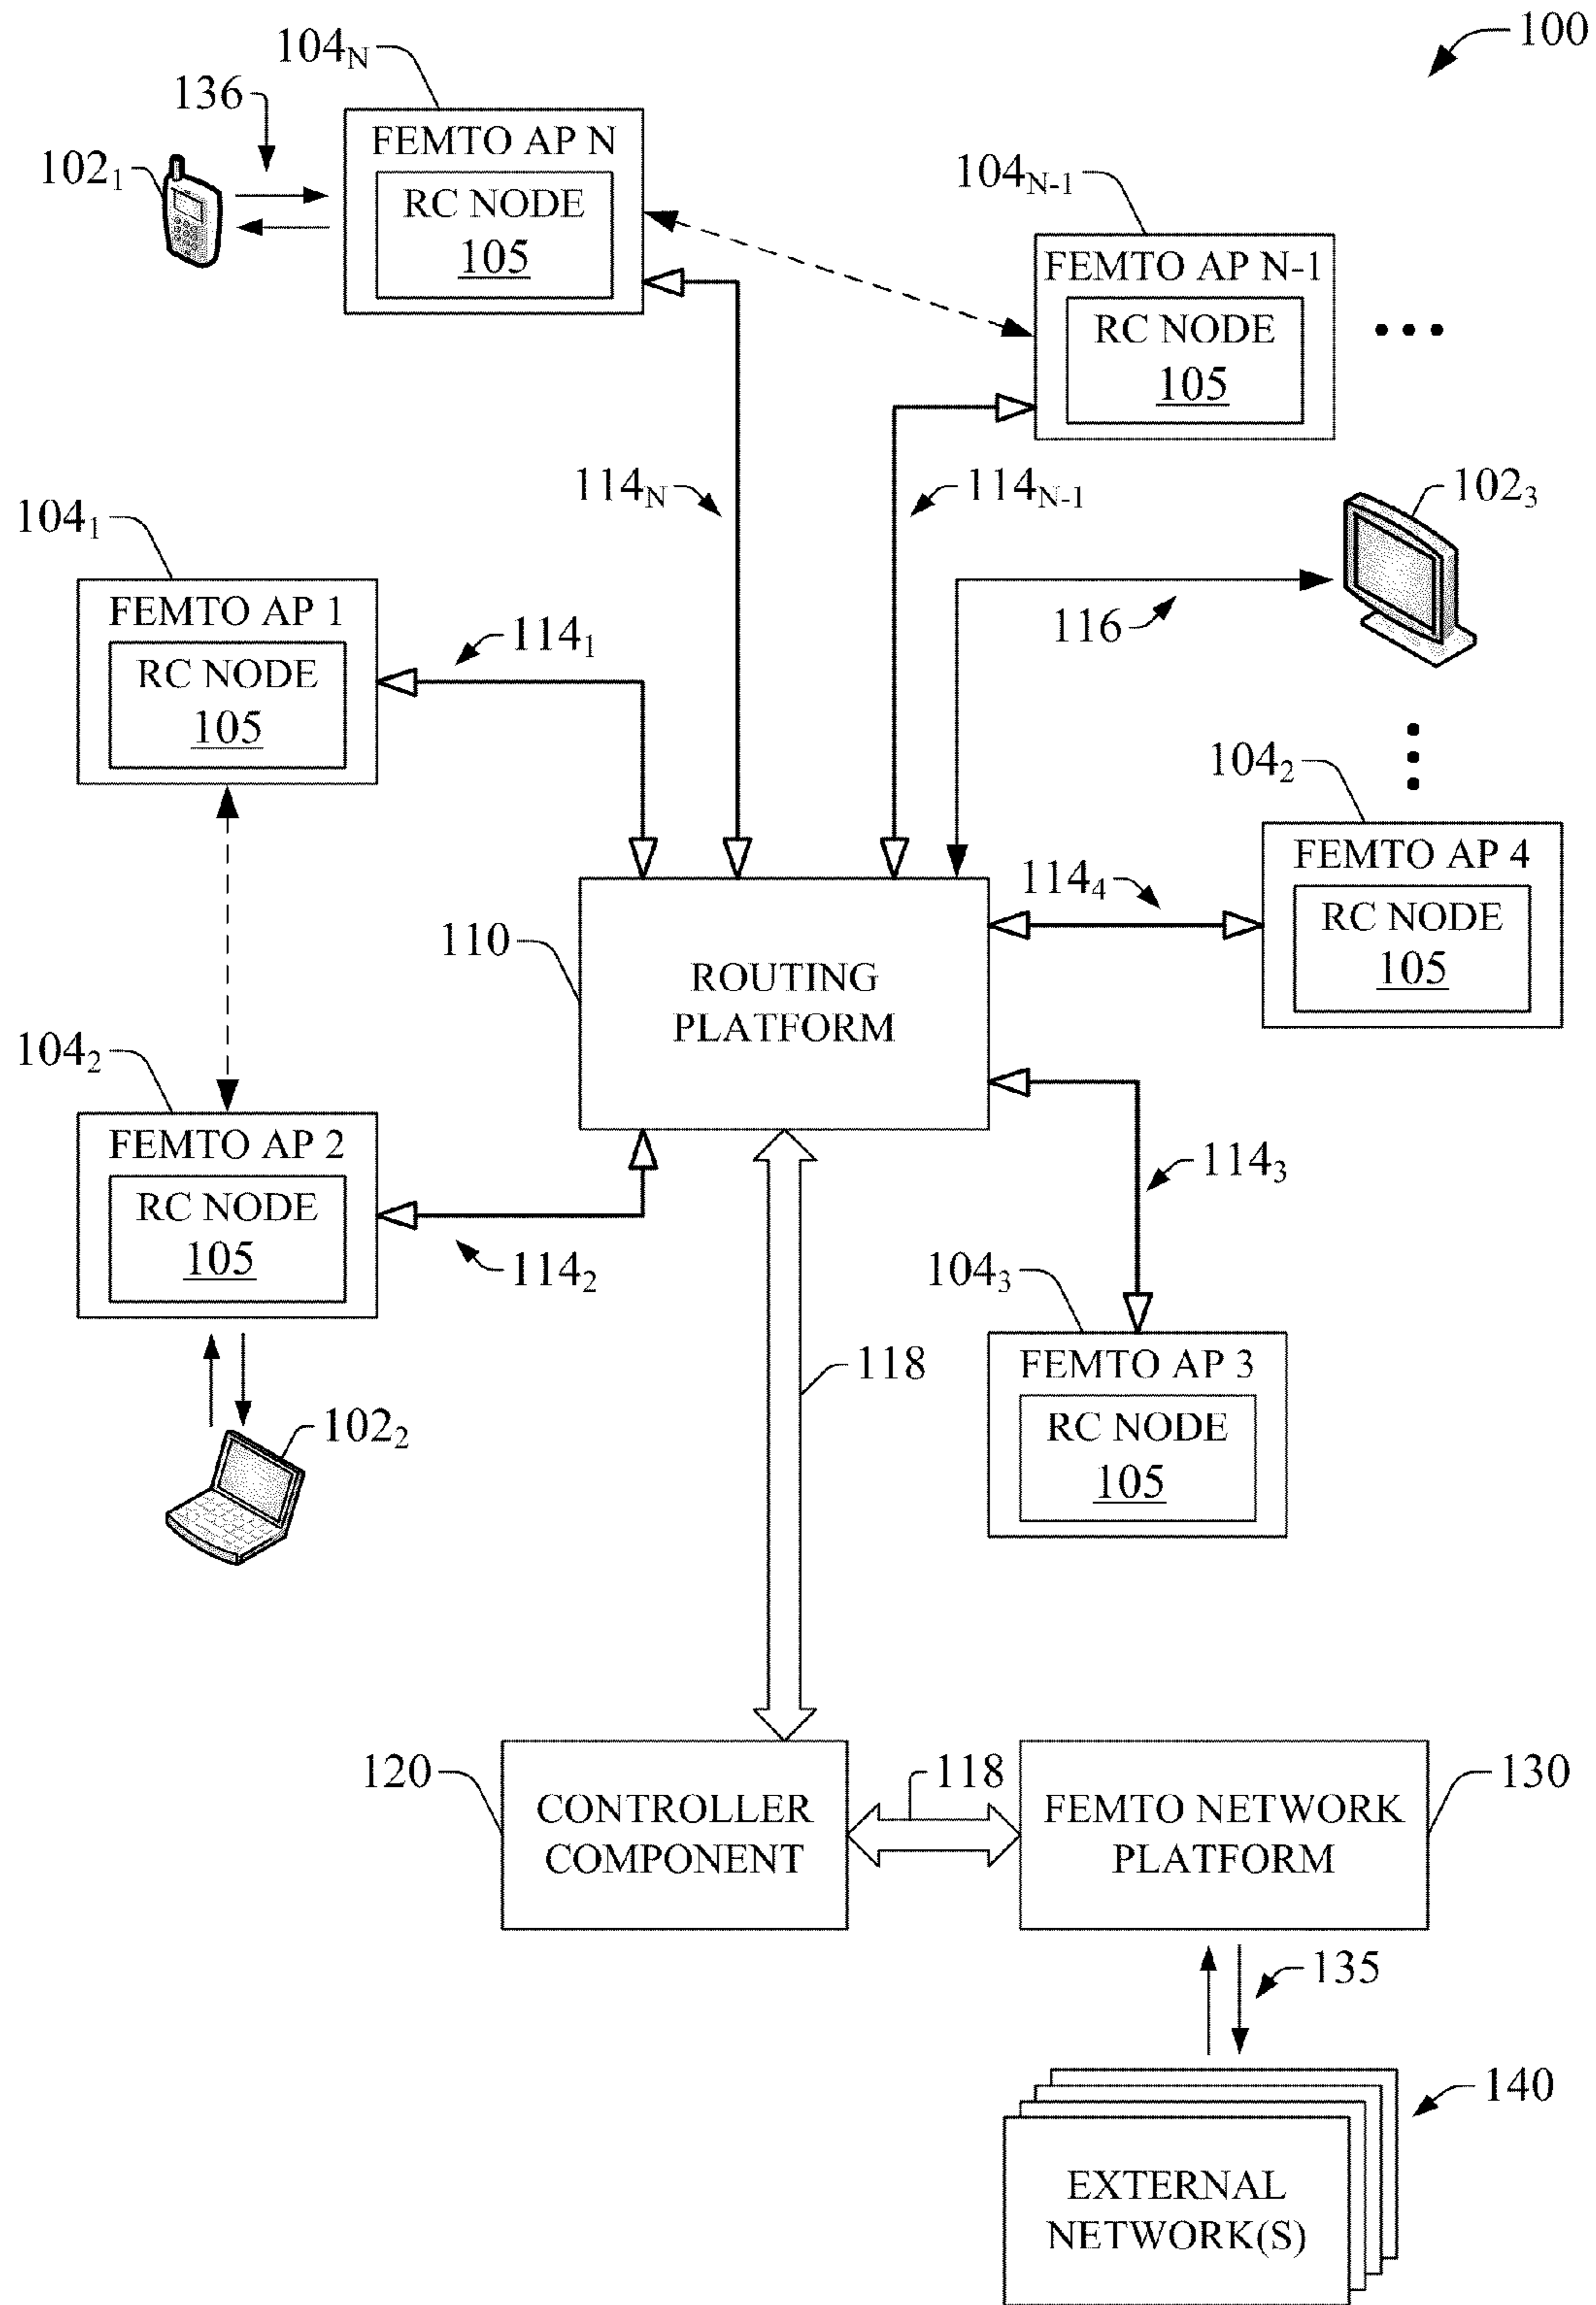 100
104N
136
FEMTO AP N
1021
RC NODE
105
104N-1
FEMTO AP N-1
RC NODE
105
...
114N
114N-1
1023
1041
FEMTO AP 1
1141
116
RC NODE
105
1042
FEMTO AP 4
1144
RC NODE
105
110
ROUTING
PLATFORM
1042
FEMTO AP 2
RC NODE
105
1142
1143
1043
FEMTO AP 3
RC NODE
105
118
1022
120
CONTROLLER
COMPONENT
118
FEMTO NETWORK
PLATFORM
130
135
140
EXTERNAL
NETWORK(S)